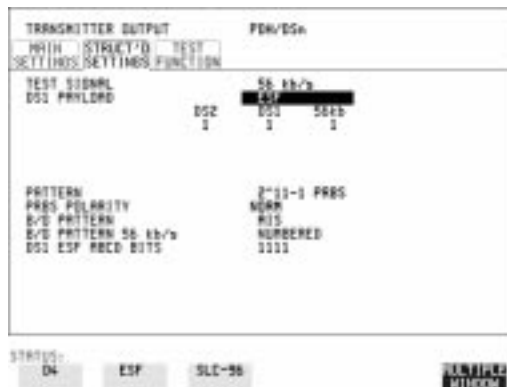 TRANSMITTER OUTPUT PDH/DSn
MAIN STRUCT'D TEST
SETTINGS SETTINGS FUNCTION
TEST SIGNAL 56 kb/s
DS1 PAYLOAD ESF
DS2 DS1 56kb
1 1 1
PATTERN 2^11-1 PRBS
PRBS POLARITY NORM
B/G PATTERN AIS
B/G PATTERN 56 kb/s NUMBERED
DS1 ESF ABCD BITS 1111
STATUS:
D4 ESF SLC-96 MULTIPLE
WINDOW